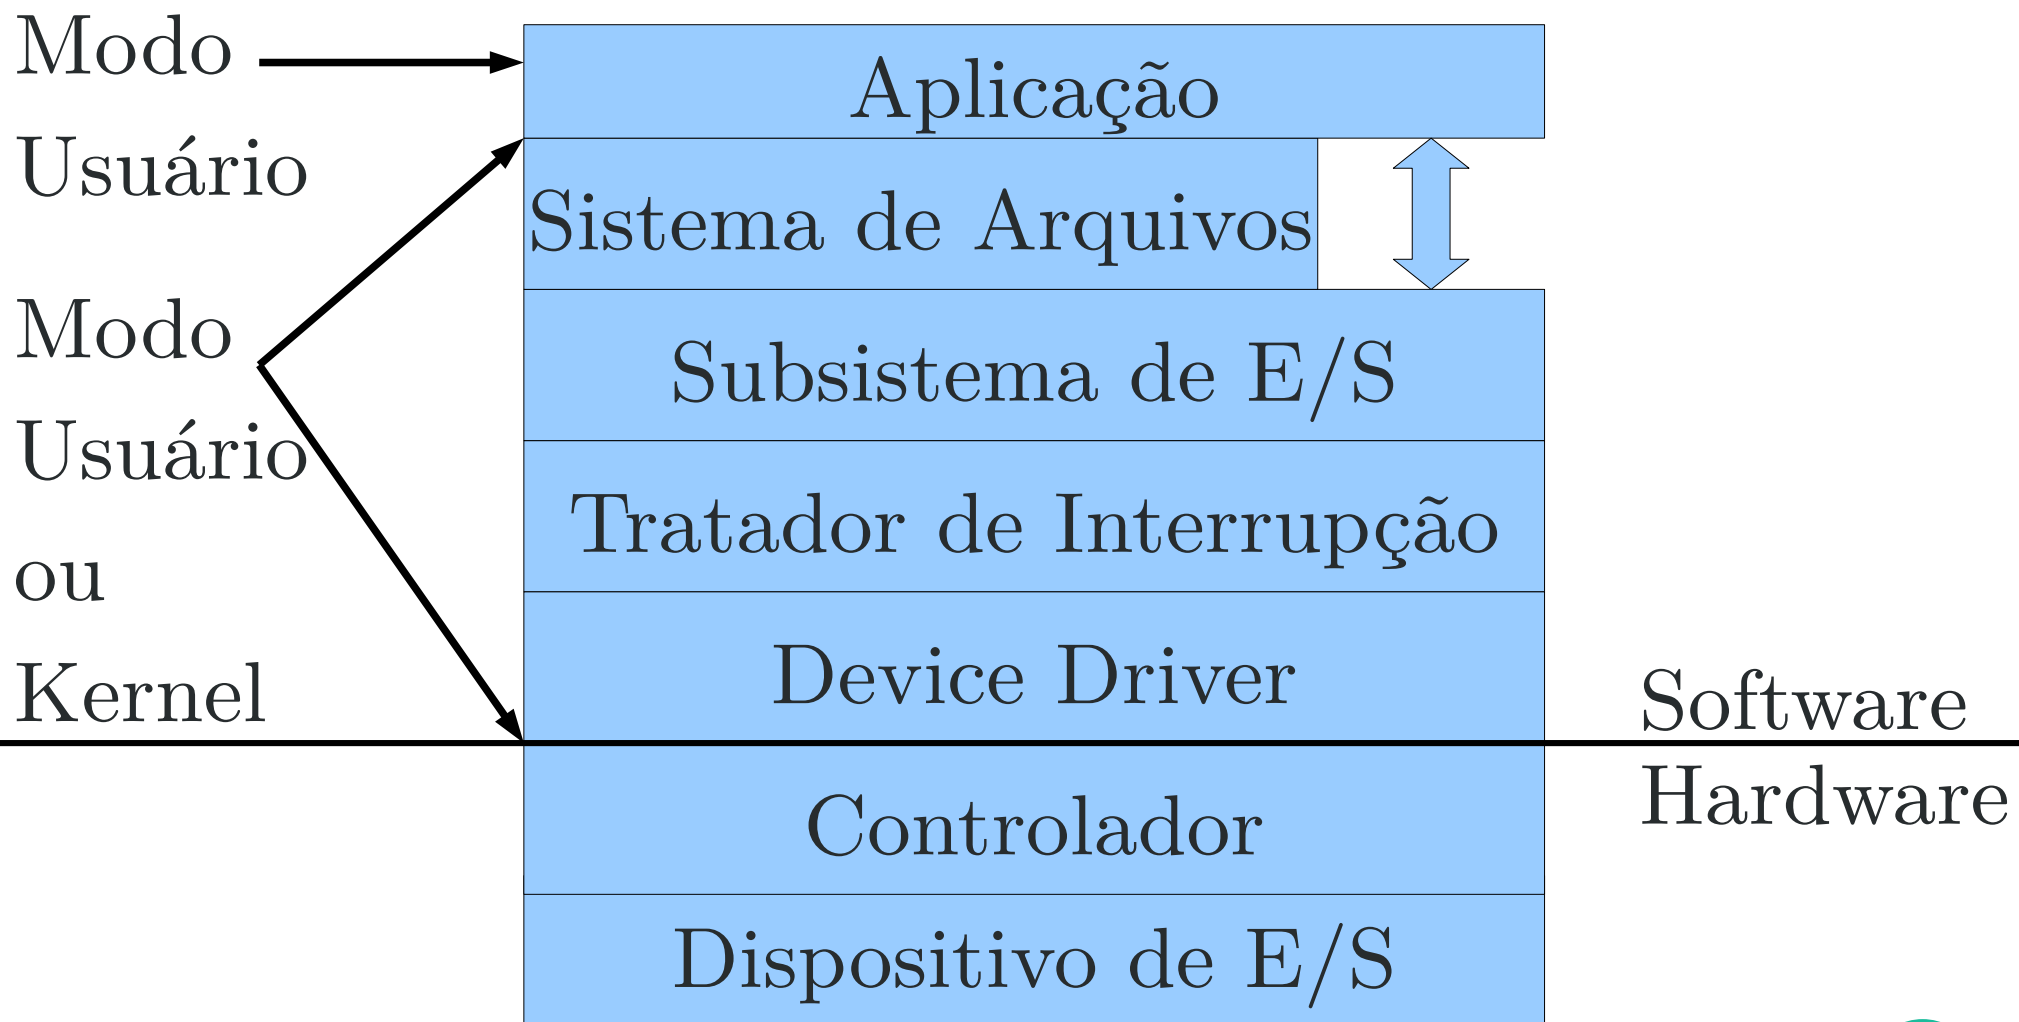 Modo
Usuário
Modo
Usuário
ou
Kernel
Aplicação
Sistema de Arquivos
Subsistema de E/S
Tratador de Interrupção
Device Driver
Controlador
Dispositivo de E/S
Software
Hardware